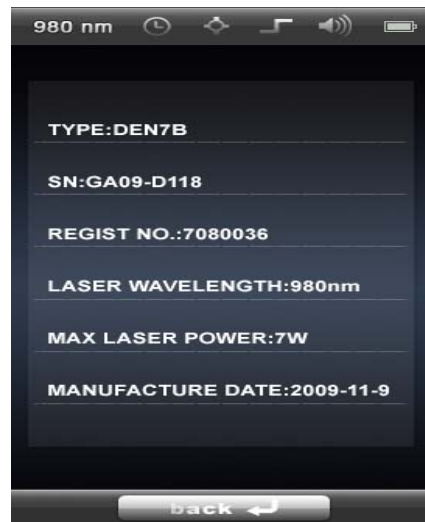 980 nm
TYPE:DEN7B
SN:GA09-D118
REGIST NO.:7080036
LASER WAVELENGTH:980nm
MAX LASER POWER:7W
MANUFACTURE DATE:2009-11-9
back